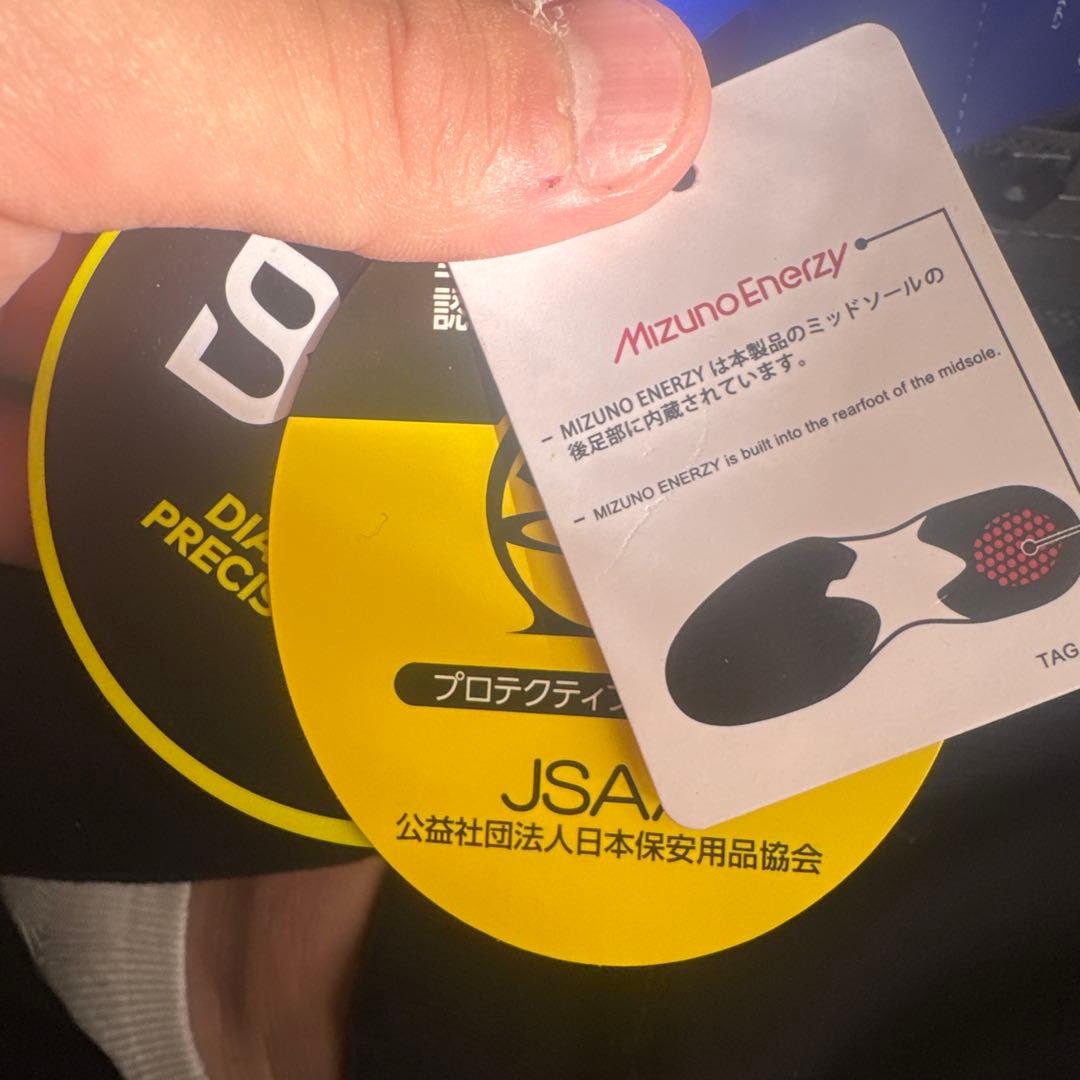 Mizuno Enerzy
- MIZUNO ENERZY は本製品のミッドソールの
後足部に内蔵されています。
- MIZUNO ENERZY is built into the rearfoot of the midsole.
TAG
認
DIA
PRECIS
プロテクティブ
JSAA
公益社団法人日本保安用品協会